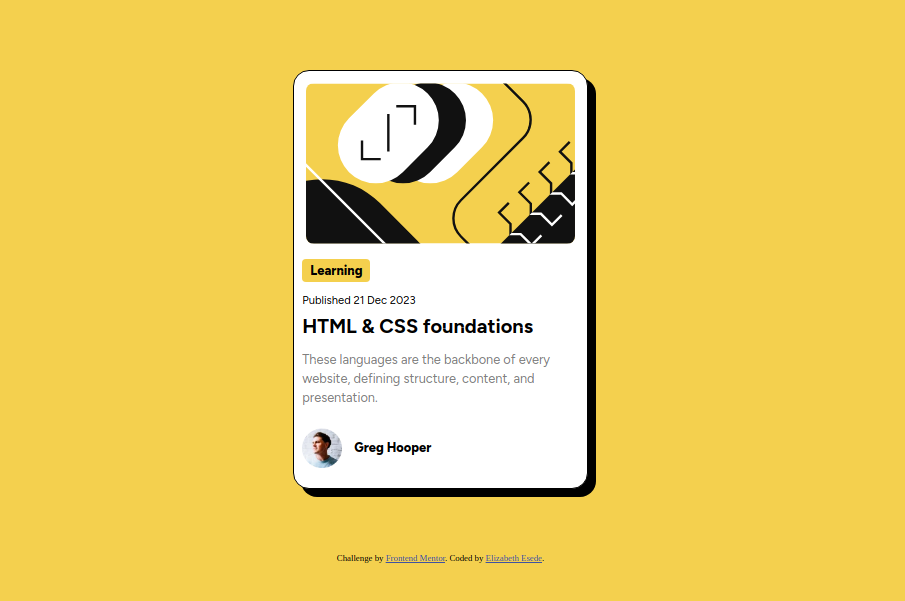 Learning
Published 21 Dec 2023
HTML & CSS foundations
These languages are the backbone of every
website, defining structure, content, and
presentation.
Greg Hooper
Challenge by Frontend Mentor. Coded by Elizabeth Esede.